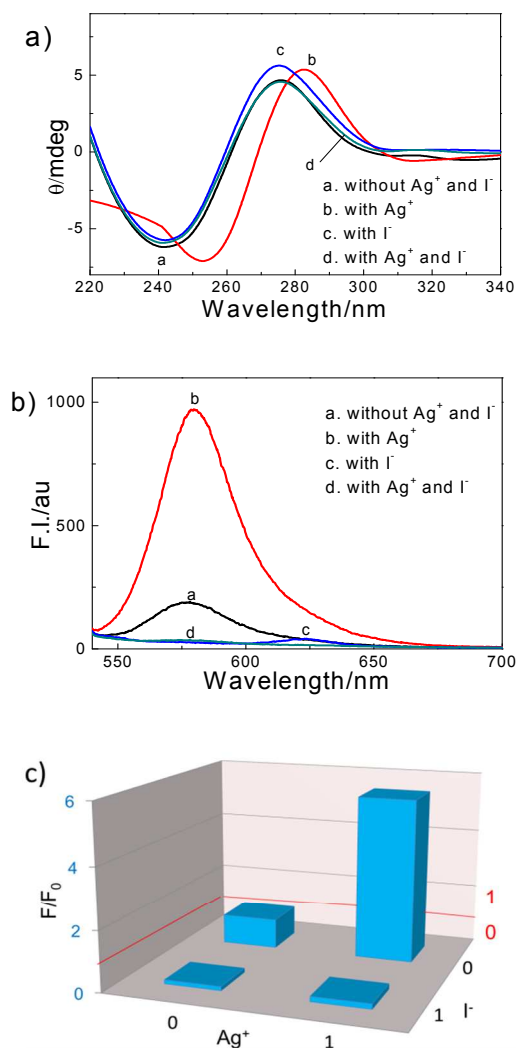 a)
c
b
5
0
-5
θ/mdeg
d
a. without Ag⁺ and I⁻
b. with Ag⁺
c. with I⁻
d. with Ag⁺ and I⁻
a
220 240 260 280 300 320 340
Wavelength/nm
b)
1000
b
a. without Ag⁺ and I⁻
b. with Ag⁺
c. with I⁻
d. with Ag⁺ and I⁻
F.I./au
500
a
d
c
0
550 600 650 700
Wavelength/nm
c)
6
4
F/F₀
2
0
1
0
0
0 1
1 I⁻
Ag⁺